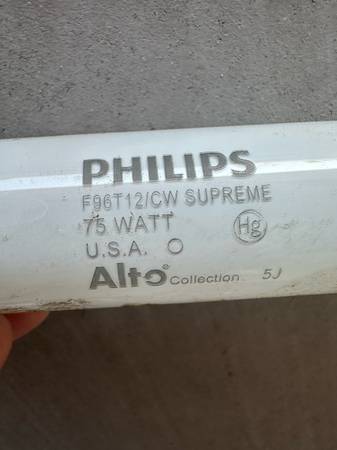 PHILIPS
F96T12/CW SUPREME
75 WATT
Hg
U.S.A.
Alto Collection 5J